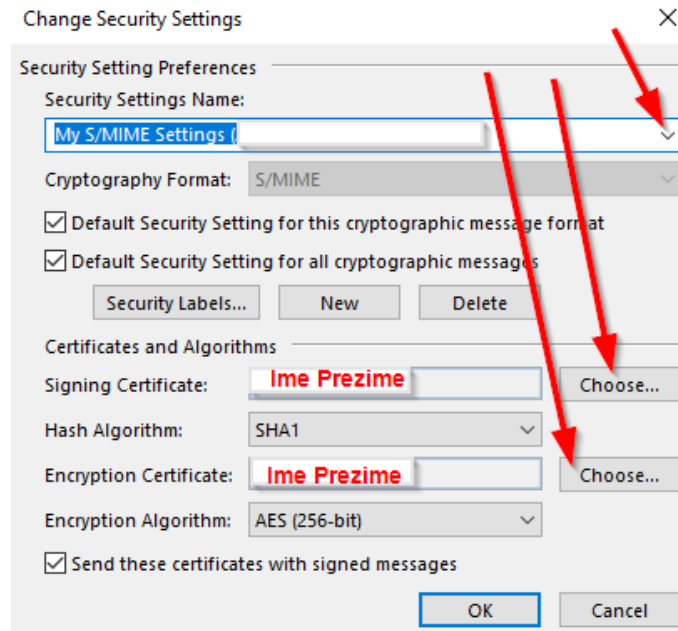 Change Security Settings
Security Setting Preferences
Security Settings Name:
My S/MIME Settings (
Cryptography Format: S/MIME
Default Security Setting for this cryptographic message format
Default Security Setting for all cryptographic messages
Security Labels... New Delete
Certificates and Algorithms
Signing Certificate: Ime Prezime Choose...
Hash Algorithm: SHA1
Encryption Certificate: Ime Prezime Choose...
Encryption Algorithm: AES (256-bit)
Send these certificates with signed messages
OK Cancel